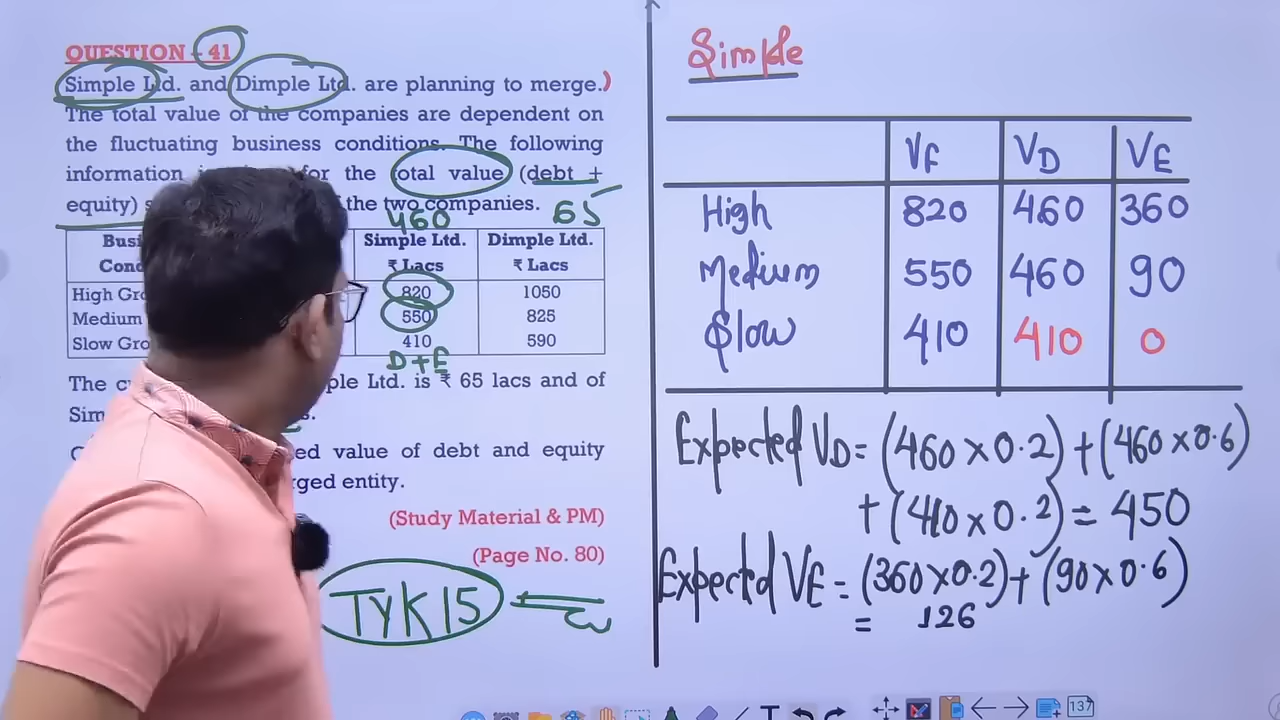 QUESTION - 41
Simple Ltd. and Dimple Ltd. are planning to merge.)
The total value of the companies are dependent on
the fluctuating business conditions. The following
information for the total value (debt +
equity) the two companies.
460 65
Simple Ltd. Dimple Ltd.
₹ Lacs ₹ Lacs
High 820 1050
Medium 550 825
Slow 410 590
D+E
The Ltd. is ₹ 65 lacs and of
value of debt and equity
entity.
(Study Material & PM)
(Page No. 80)
TYK15
Simple
VF VD VE
High 820 460 360
Medium 550 460 90
Slow 410 410 0
Expected VD = (460 × 0.2) + (460 × 0.6)
+ (410 × 0.2) = 450
Expected VE = (360 × 0.2) + (90 × 0.6)
= 126
137